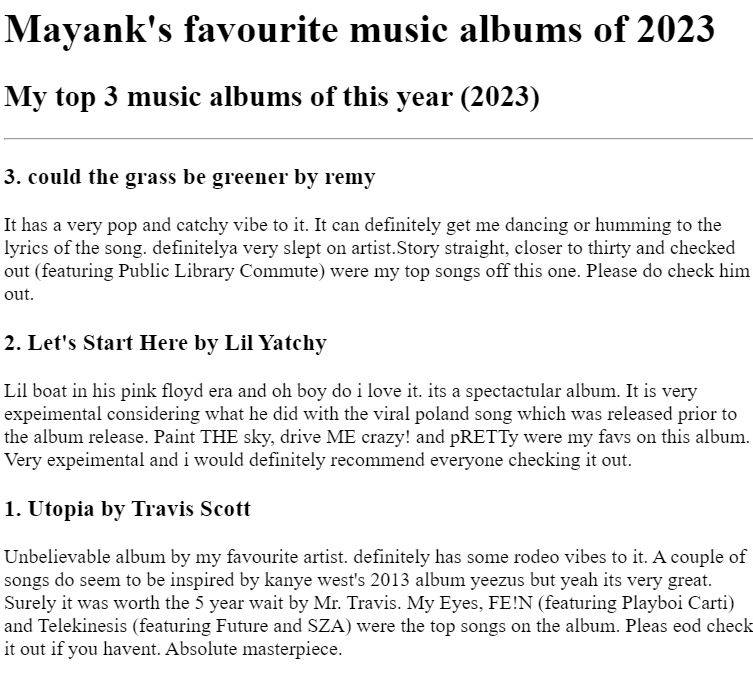 Mayank's favourite music albums of 2023
My top 3 music albums of this year (2023)
3. could the grass be greener by remy
It has a very pop and catchy vibe to it. It can definitely get me dancing or humming to the
lyrics of the song. definitelya very slept on artist.Story straight, closer to thirty and checked
out (featuring Public Library Commute) were my top songs off this one. Please do check him
out.
2. Let's Start Here by Lil Yatchy
Lil boat in his pink floyd era and oh boy do i love it. its a spectactular album. It is very
expeimental considering what he did with the viral poland song which was released prior to
the album release. Paint THE sky, drive ME crazy! and pRETTy were my favs on this album.
Very expeimental and i would definitely recommend everyone checking it out.
1. Utopia by Travis Scott
Unbelievable album by my favourite artist. definitely has some rodeo vibes to it. A couple of
songs do seem to be inspired by kanye west's 2013 album yeezus but yeah its very great.
Surely it was worth the 5 year wait by Mr. Travis. My Eyes, FE!N (featuring Playboi Carti)
and Telekinesis (featuring Future and SZA) were the top songs on the album. Pleas eod check
it out if you havent. Absolute masterpiece.